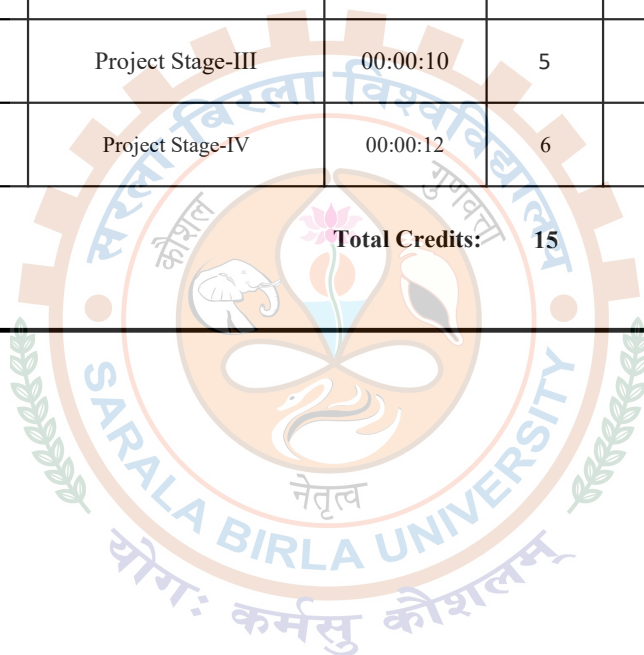 Project Stage-III 00:00:10 5
Project Stage-IV 00:00:12 6
Total Credits: 15
सरला बिरला विश्वविद्यालय
कौशल
गुणवत्ता
नेतृत्व
SARALA BIRLA UNIVERSITY
योगः कर्मसु कौशलम्